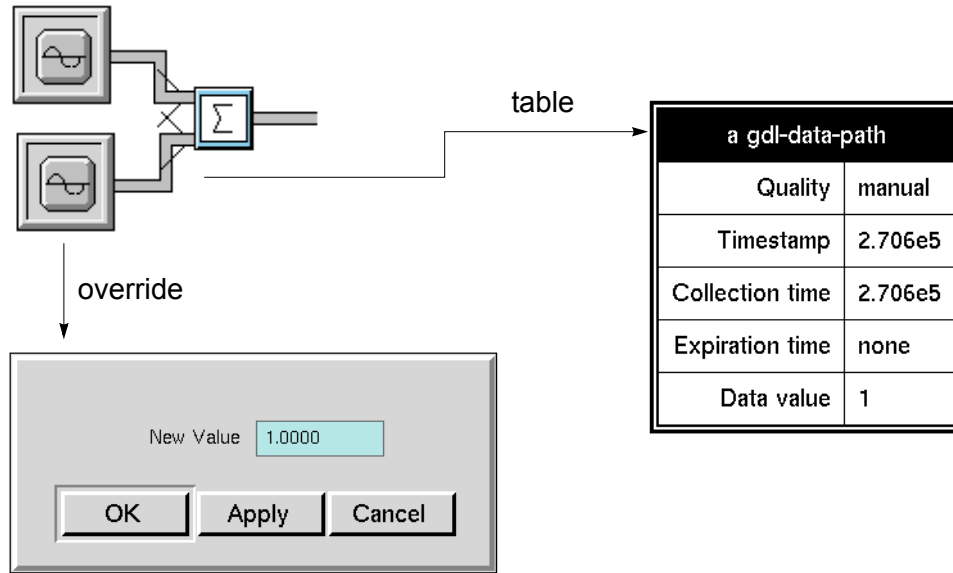 Σ
table
override
a gdl-data-path
Quality manual
Timestamp 2.706e5
Collection time 2.706e5
Expiration time none
Data value 1
New Value 1.0000
OK Apply Cancel